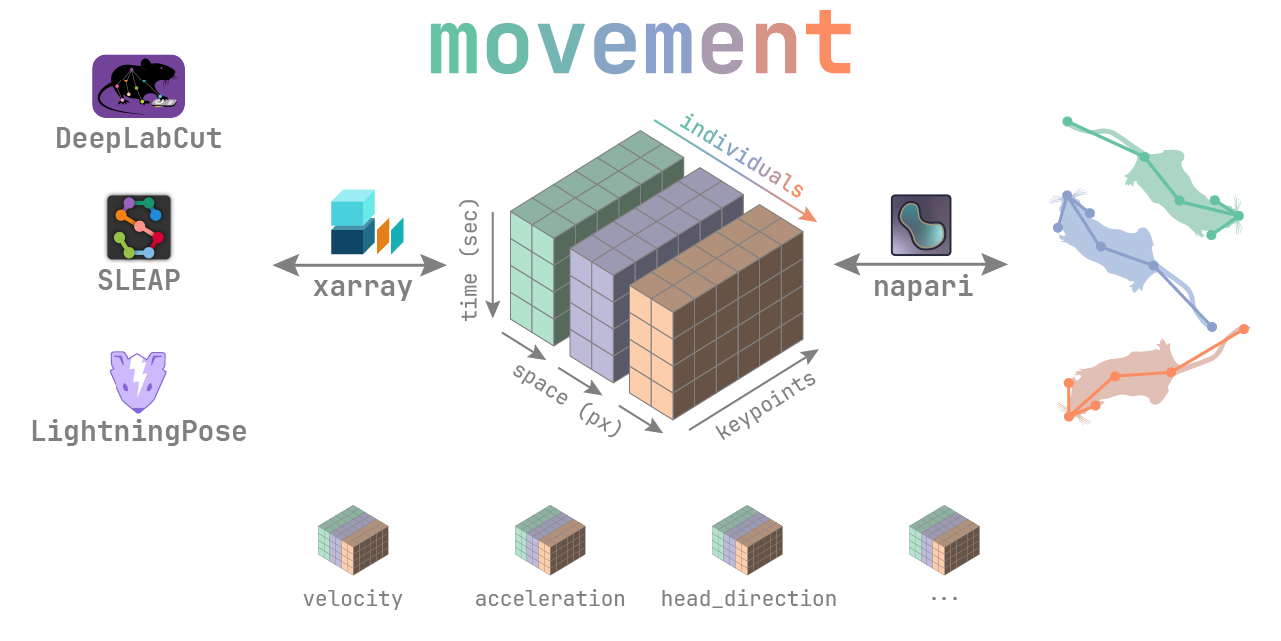 movement
DeepLabCut
SLEAP
LightningPose
xarray
time (sec)
individuals
space (px)
keypoints
napari
velocity
acceleration
head_direction
...